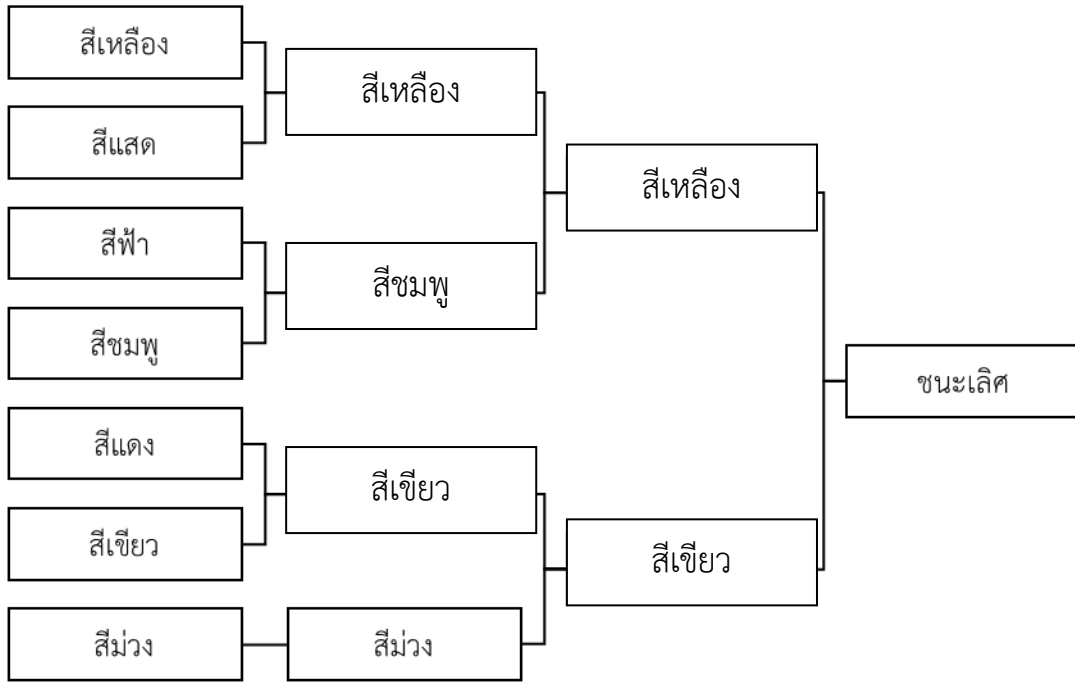 สีเหลือง
สีแสด
สีฟ้า
สีชมพู
สีแดง
สีเขียว
สีม่วง
สีเหลือง
สีชมพู
สีเขียว
สีม่วง
สีเหลือง
สีเขียว
ชนะเลิศ